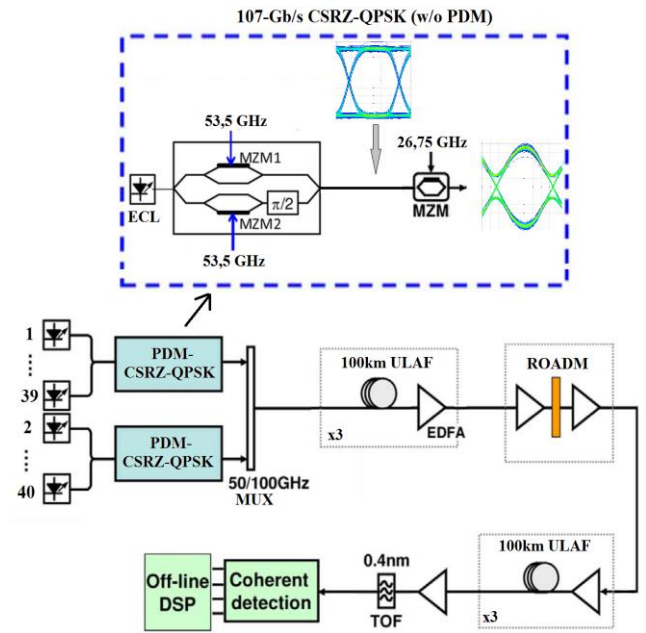 107-Gb/s CSRZ-QPSK (w/o PDM)
53,5 GHz
26,75 GHz
MZM1
π/2
MZM2
ECL
MZM
53,5 GHz
1
PDM-
CSRZ-QPSK
39
2
PDM-
CSRZ-QPSK
40
50/100GHz
MUX
100km ULAF
EDFA
x3
ROADM
100km ULAF
x3
0.4nm
TOF
Coherent
detection
Off-line
DSP